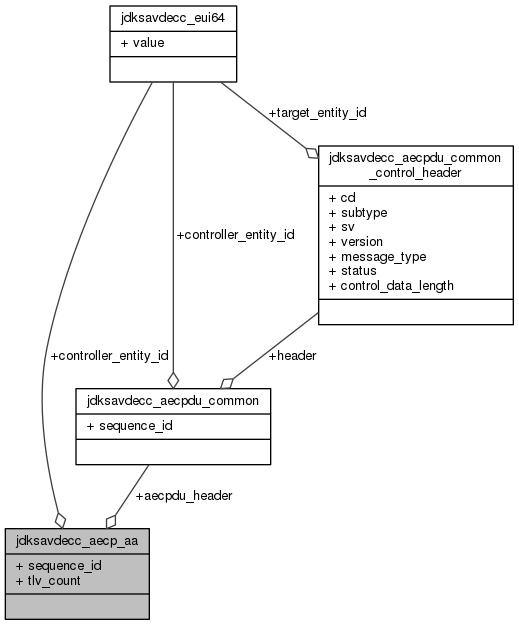 jdksavdecc_eui64
+ value
+target_entity_id
jdksavdecc_aecpdu_common
_control_header
+ cd
+ subtype
+ sv
+ version
+ message_type
+ status
+ control_data_length
+controller_entity_id
+controller_entity_id
+header
jdksavdecc_aecpdu_common
+ sequence_id
+aecpdu_header
jdksavdecc_aecp_aa
+ sequence_id
+ tlv_count